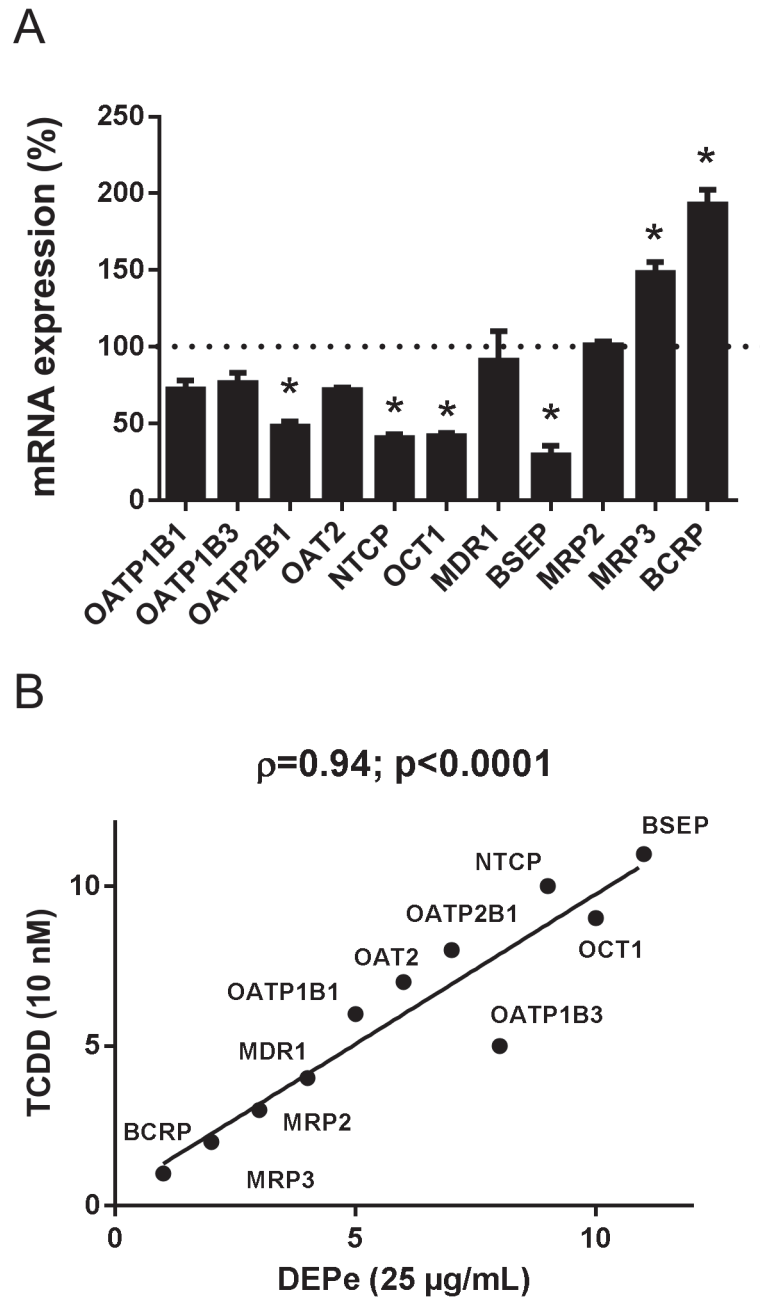 A
mRNA expression (%)
250
200
150
100
50
0
*
*
*
*
*
*
OATP1B1
OATP1B3
OATP2B1
OAT2
NTCP
OCT1
MDR1
BSEP
MRP2
MRP3
BCRP
B
ρ=0.94; p<0.0001
TCDD (10 nM)
10
5
0
BSEP
NTCP
OATP2B1
OCT1
OAT2
OATP1B1
OATP1B3
MDR1
MRP2
BCRP
MRP3
0
5
10
DEPe (25 µg/mL)